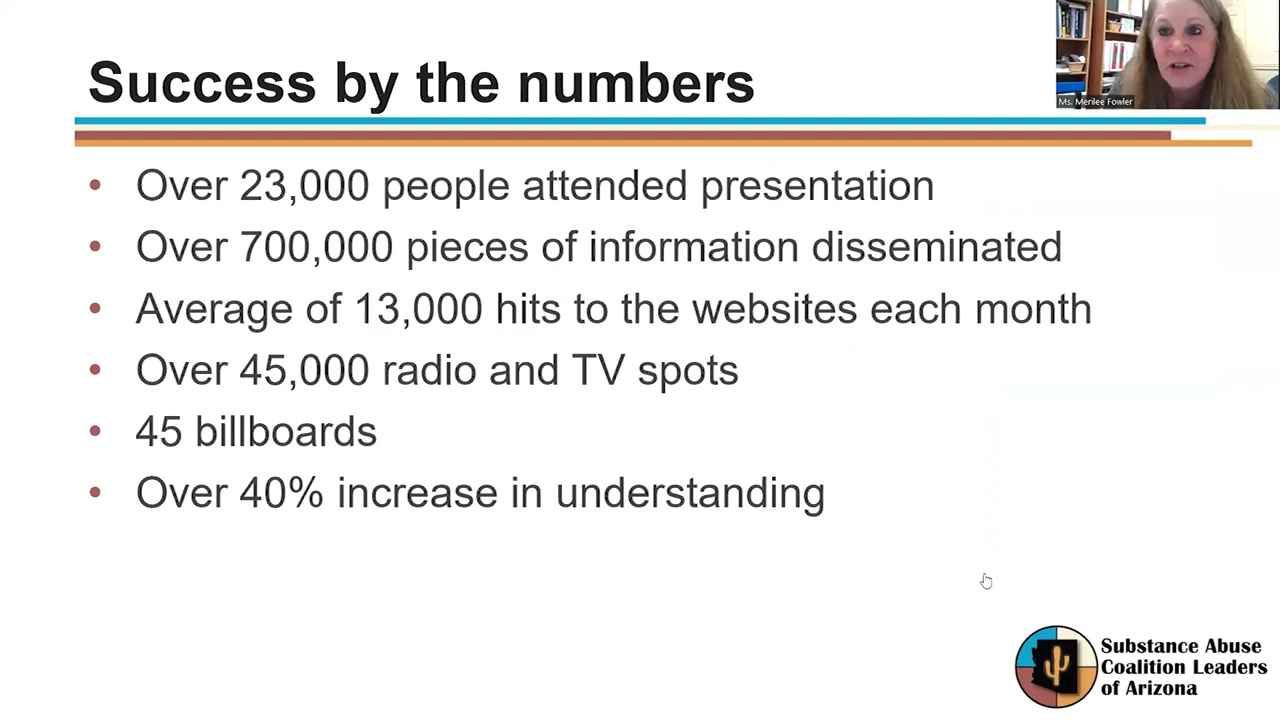 Success by the numbers
Ms. Merilee Fowler
• Over 23,000 people attended presentation
• Over 700,000 pieces of information disseminated
• Average of 13,000 hits to the websites each month
• Over 45,000 radio and TV spots
• 45 billboards
• Over 40% increase in understanding
Substance Abuse
Coalition Leaders
of Arizona